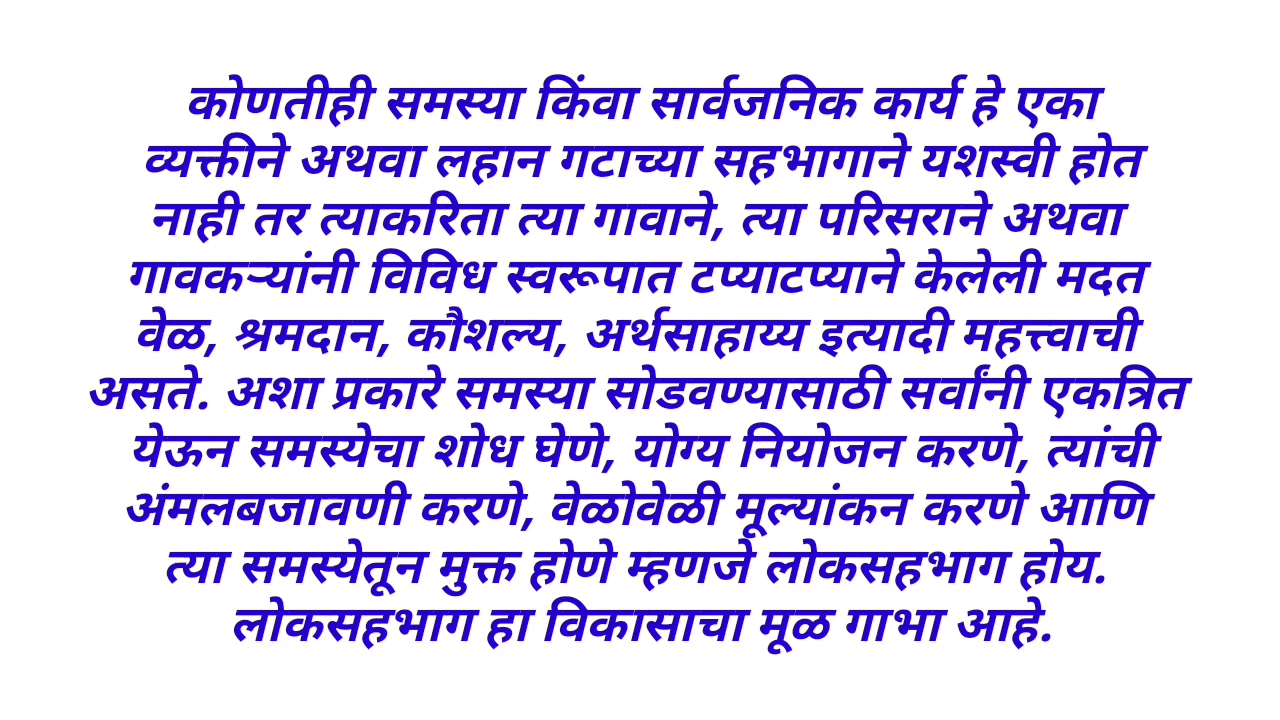 कोणतीही समस्या किंवा सार्वजनिक कार्य हे एका
व्यक्तीने अथवा लहान गटाच्या सहभागाने यशस्वी होत
नाही तर त्याकरिता त्या गावाने, त्या परिसराने अथवा
गावकऱ्यांनी विविध स्वरूपात टप्याटप्याने केलेली मदत
वेळ, श्रमदान, कौशल्य, अर्थसाहाय्य इत्यादी महत्त्वाची
असते. अशा प्रकारे समस्या सोडवण्यासाठी सर्वांनी एकत्रित
येऊन समस्येचा शोध घेणे, योग्य नियोजन करणे, त्यांची
अंमलबजावणी करणे, वेळोवेळी मूल्यांकन करणे आणि
त्या समस्येतून मुक्त होणे म्हणजे लोकसहभाग होय.
लोकसहभाग हा विकासाचा मूळ गाभा आहे.